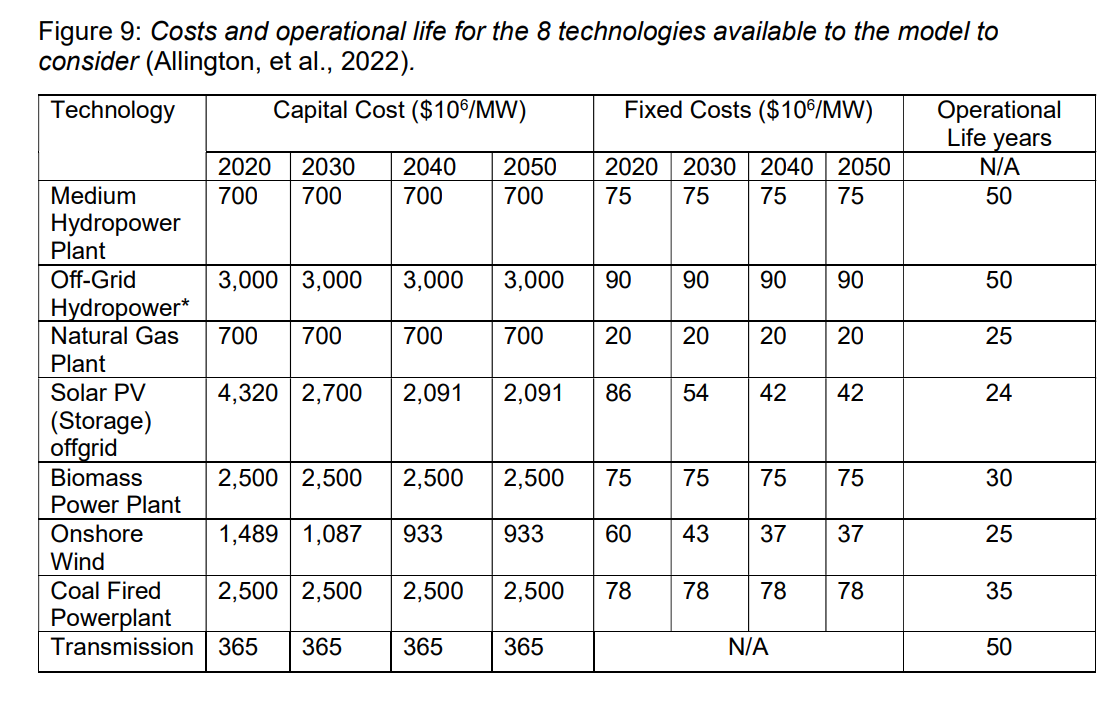 Figure 9: Costs and operational life for the 8 technologies available to the model to
consider (Allington, et al., 2022).
Technology Capital Cost ($10⁶/MW) Fixed Costs ($10⁶/MW) Operational
Life years
2020 2030 2040 2050 2020 2030 2040 2050 N/A
Medium 700 700 700 700 75 75 75 75 50
Hydropower
Plant
Off-Grid 3,000 3,000 3,000 3,000 90 90 90 90 50
Hydropower*
Natural Gas 700 700 700 700 20 20 20 20 25
Plant
Solar PV 4,320 2,700 2,091 2,091 86 54 42 42 24
(Storage)
offgrid
Biomass 2,500 2,500 2,500 2,500 75 75 75 75 30
Power Plant
Onshore 1,489 1,087 933 933 60 43 37 37 25
Wind
Coal Fired 2,500 2,500 2,500 2,500 78 78 78 78 35
Powerplant
Transmission 365 365 365 365 N/A 50